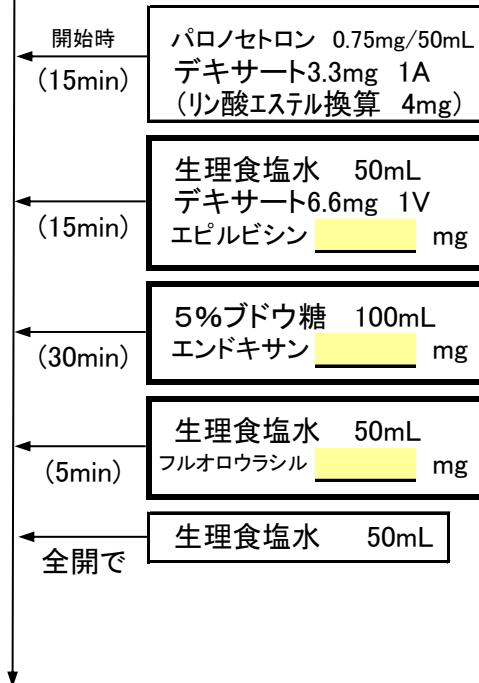 開始時
(15min)
パロノセトロン 0.75mg/50mL
デキサート3.3mg 1A
(リン酸エステル換算 4mg)
(15min)
生理食塩水 50mL
デキサート6.6mg 1V
エピルビシン mg
(30min)
5%ブドウ糖 100mL
エンドキサン mg
(5min)
生理食塩水 50mL
フルオロウラシル mg
全開で
生理食塩水 50mL